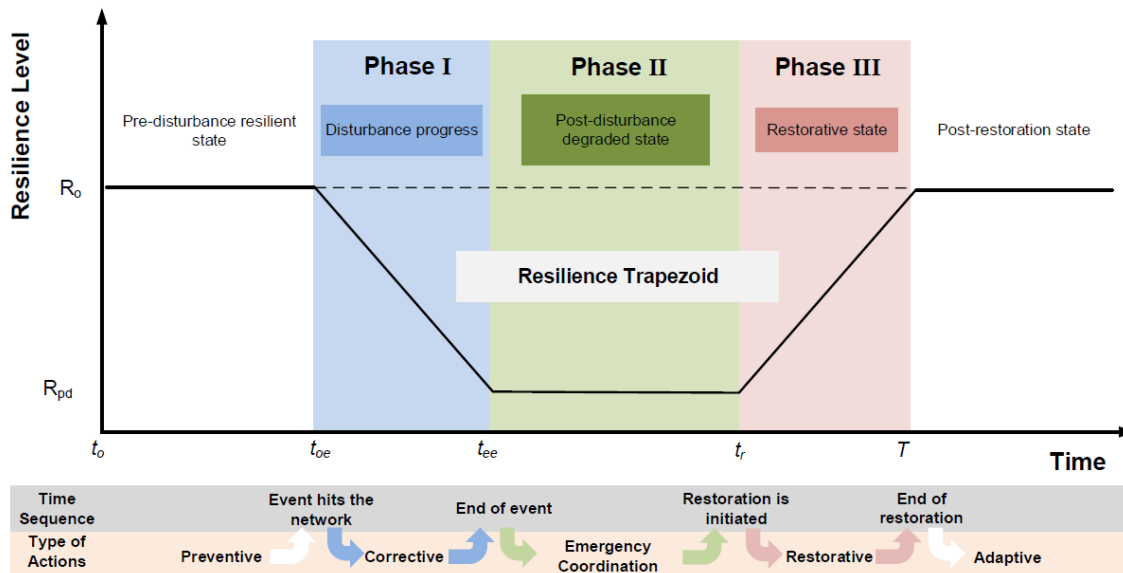 Resilience Level
Phase I
Phase II
Phase III
Pre-disturbance resilient
state
Disturbance progress
Post-disturbance
degraded state
Restorative state
Post-restoration state
Ro
Resilience Trapezoid
Rpd
to
toe
tee
tr
T
Time
Time
Sequence
Event hits the
network
End of event
Restoration is
initiated
End of
restoration
Type of
Actions
Preventive
Corrective
Emergency
Coordination
Restorative
Adaptive